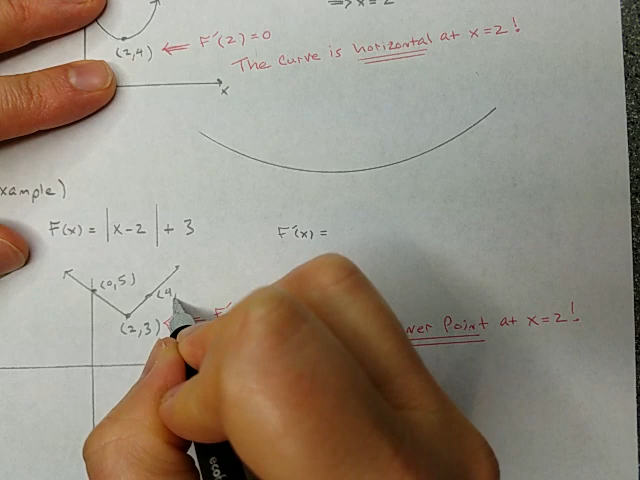 => x = 2
(2,4) <= F'(2) = 0
The curve is horizontal at x = 2!
x
F(x) = |x-2| + 3
F'(x) =
(0,5)
(4,
(2,3)
Point at x = 2!